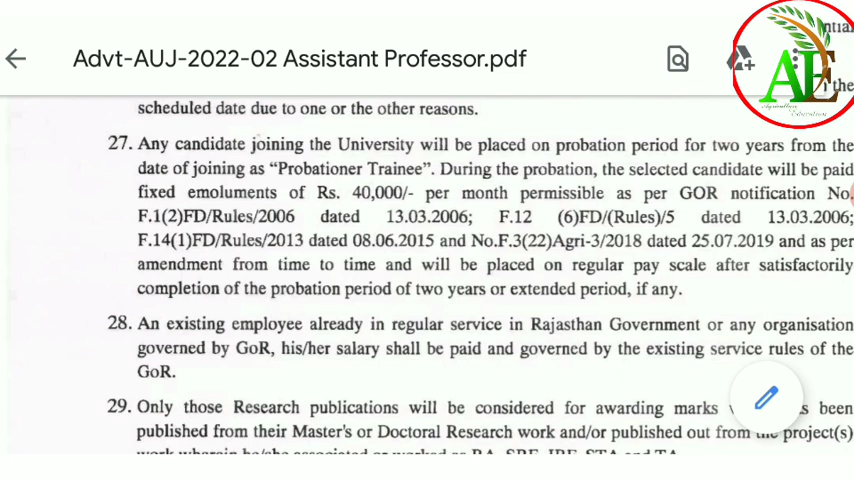 Advt-AUJ-2022-02 Assistant Professor.pdf
AE
Agriculture
Education
the
scheduled date due to one or the other reasons.
27. Any candidate joining the University will be placed on probation period for two years from the
date of joining as “Probationer Trainee”. During the probation, the selected candidate will be paid
fixed emoluments of Rs. 40,000/- per month permissible as per GOR notification No.
F.1(2)FD/Rules/2006 dated 13.03.2006; F.12 (6)FD/(Rules)/5 dated 13.03.2006;
F.14(1)FD/Rules/2013 dated 08.06.2015 and No.F.3(22)Agri-3/2018 dated 25.07.2019 and as per
amendment from time to time and will be placed on regular pay scale after satisfactorily
completion of the probation period of two years or extended period, if any.
28. An existing employee already in regular service in Rajasthan Government or any organisation
governed by GoR, his/her salary shall be paid and governed by the existing service rules of the
GoR.
29. Only those Research publications will be considered for awarding marks been
published from their Master's or Doctoral Research work and/or published out from the project(s)